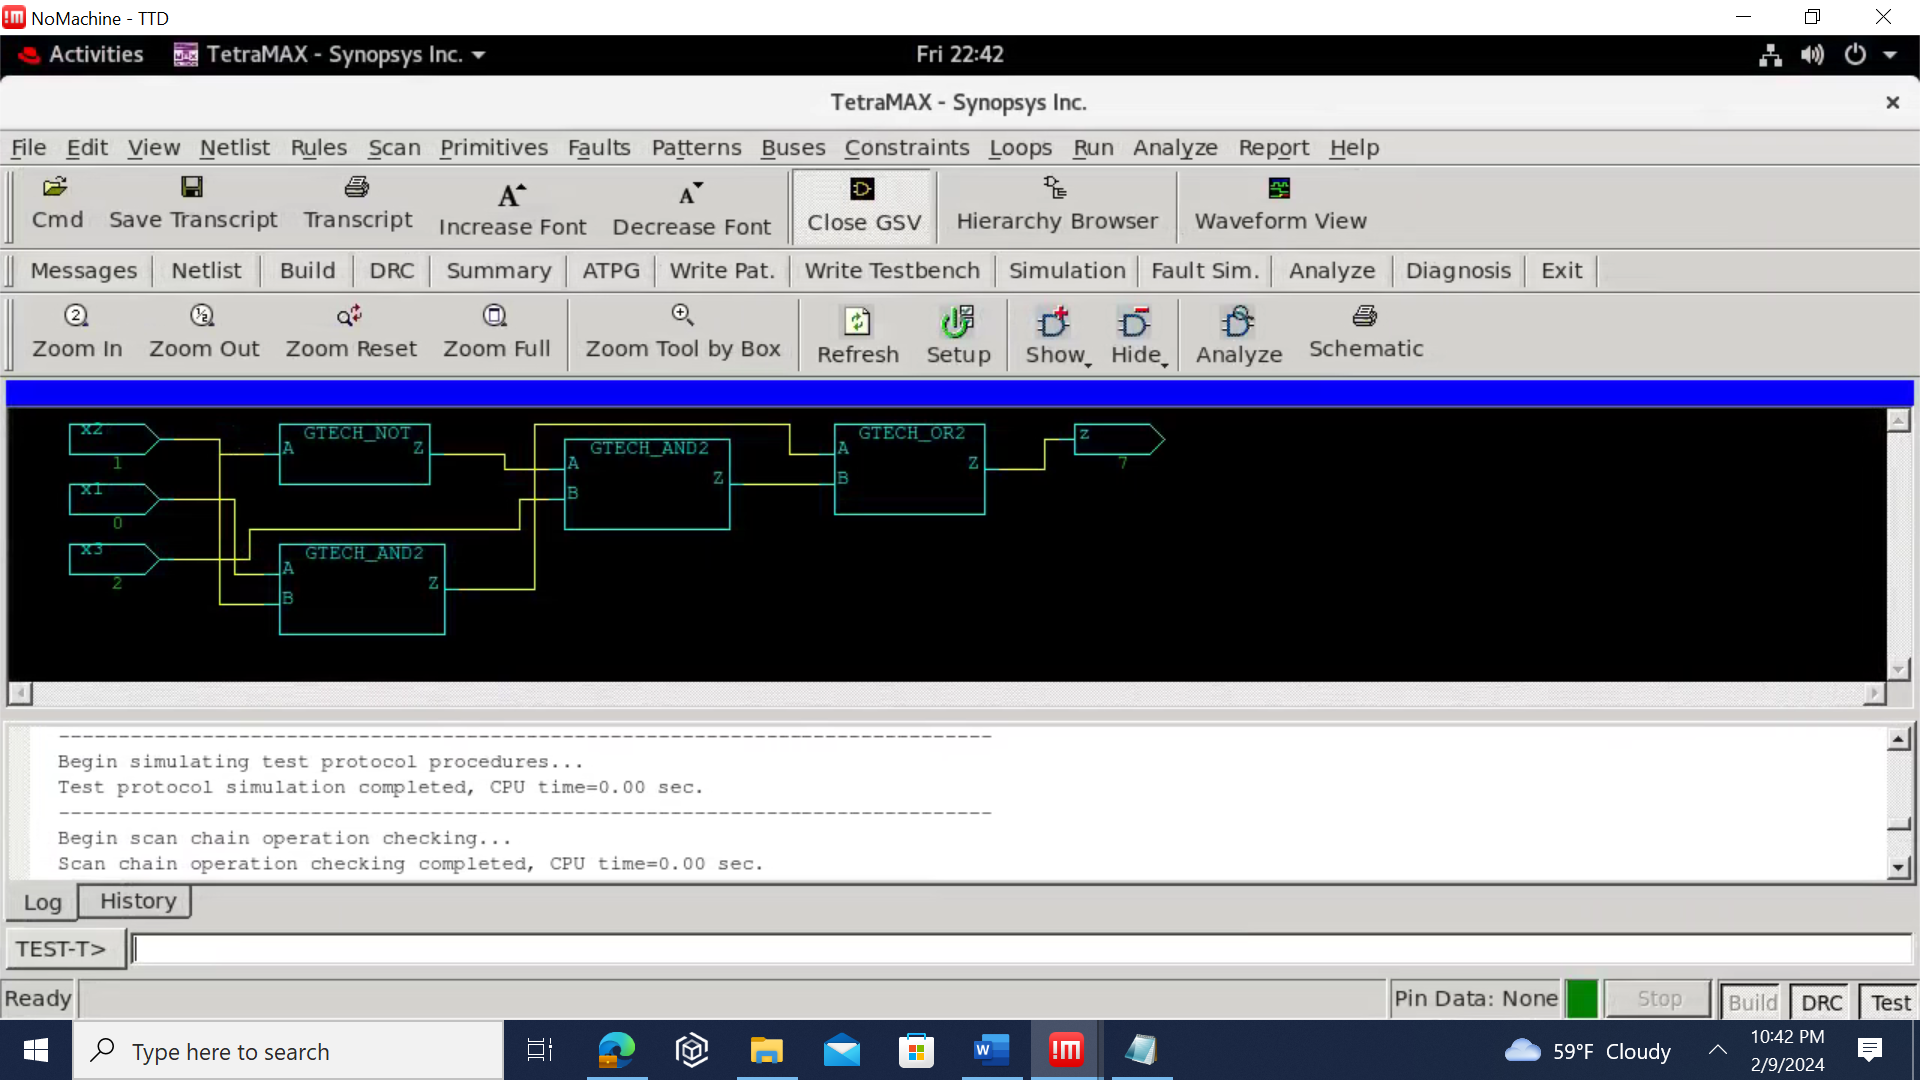 NoMachine - TTD
Activities TetraMAX - Synopsys Inc. Fri 22:42
TetraMAX - Synopsys Inc.
File Edit View Netlist Rules Scan Primitives Faults Patterns Buses Constraints Loops Run Analyze Report Help
Cmd Save Transcript Transcript Increase Font Decrease Font Close GSV Hierarchy Browser Waveform View
Messages Netlist Build DRC Summary ATPG Write Pat. Write Testbench Simulation Fault Sim. Analyze Diagnosis Exit
Zoom In Zoom Out Zoom Reset Zoom Full Zoom Tool by Box Refresh Setup Show Hide Analyze Schematic
x2 GTECH_NOT GTECH_AND2 GTECH_OR2 z
A Z A Z A Z
1 B B 7
x1
0
x3 GTECH_AND2
2 A Z
B
Begin simulating test protocol procedures...
Test protocol simulation completed, CPU time=0.00 sec.
--------------------------------------------------------------------------------
Begin scan chain operation checking...
Scan chain operation checking completed, CPU time=0.00 sec.
Log History
TEST-T>
Ready Pin Data: None Stop Build DRC Test
Type here to search 59°F Cloudy 10:42 PM
2/9/2024